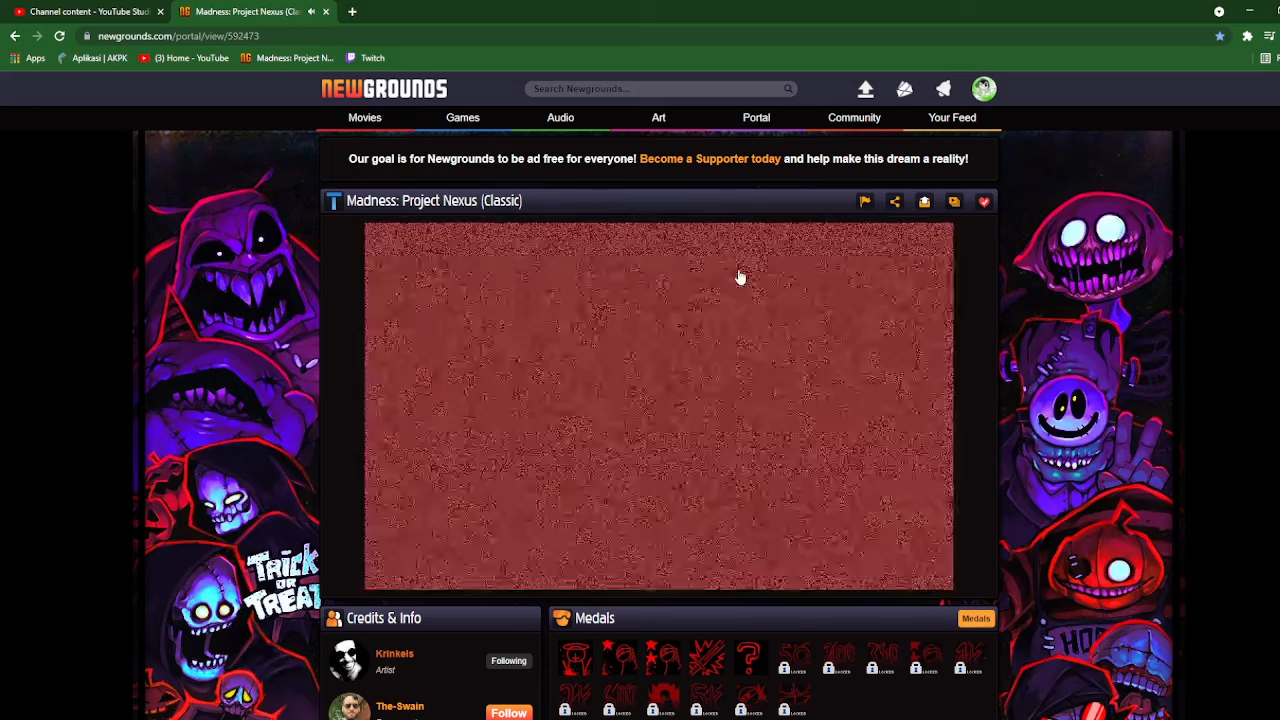 Channel content - YouTube Studi
Madness: Project Nexus (Cla
newgrounds.com/portal/view/592473
Apps
Aplikasi | AKPK
(3) Home - YouTube
Madness: Project N...
Twitch
NEWGROUNDS
Search Newgrounds...
Movies
Games
Audio
Art
Portal
Community
Your Feed
Our goal is for Newgrounds to be ad free for everyone! Become a Supporter today and help make this dream a reality!
T Madness: Project Nexus (Classic)
TRICK
OR
TREAT
Credits & Info
Medals
Medals
Krinkels
Artist
Following
The-Swain
Follow